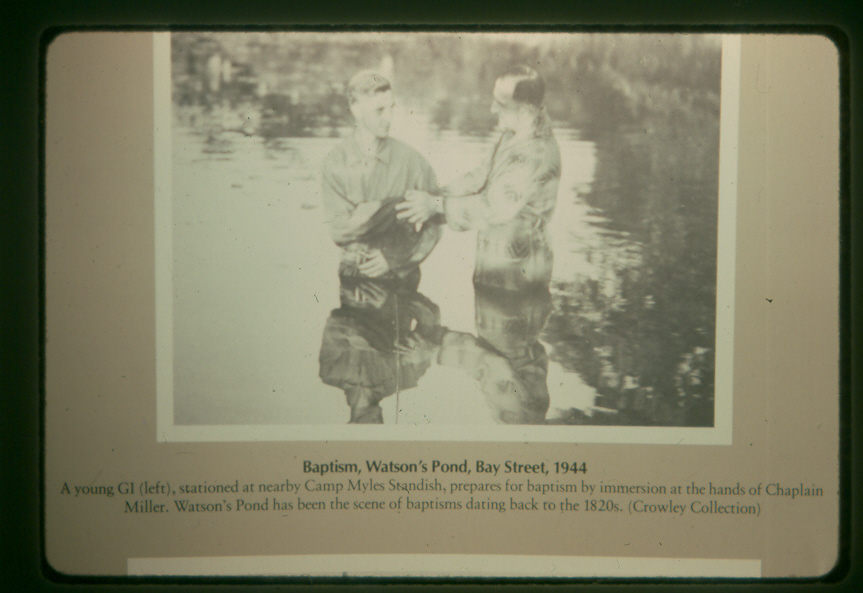 Baptism, Watson's Pond, Bay Street, 1944
A young GI (left), stationed at nearby Camp Myles Standish, prepares for baptism by immersion at the hands of Chaplain
Miller. Watson's Pond has been the scene of baptisms dating back to the 1820s. (Crowley Collection)